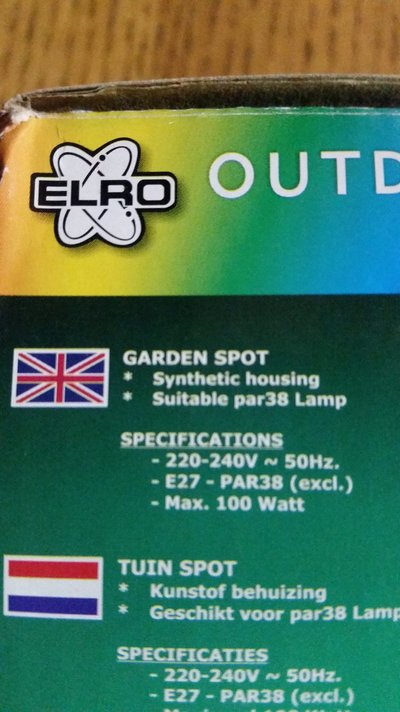 ELRO
OUTD
GARDEN SPOT
* Synthetic housing
* Suitable par38 Lamp
SPECIFICATIONS
- 220-240V ~ 50Hz.
- E27 - PAR38 (excl.)
- Max. 100 Watt
TUIN SPOT
* Kunstof behuizing
* Geschikt voor par38 Lamp
SPECIFICATIES
- 220-240V ~ 50Hz.
- E27 - PAR38 (excl.)